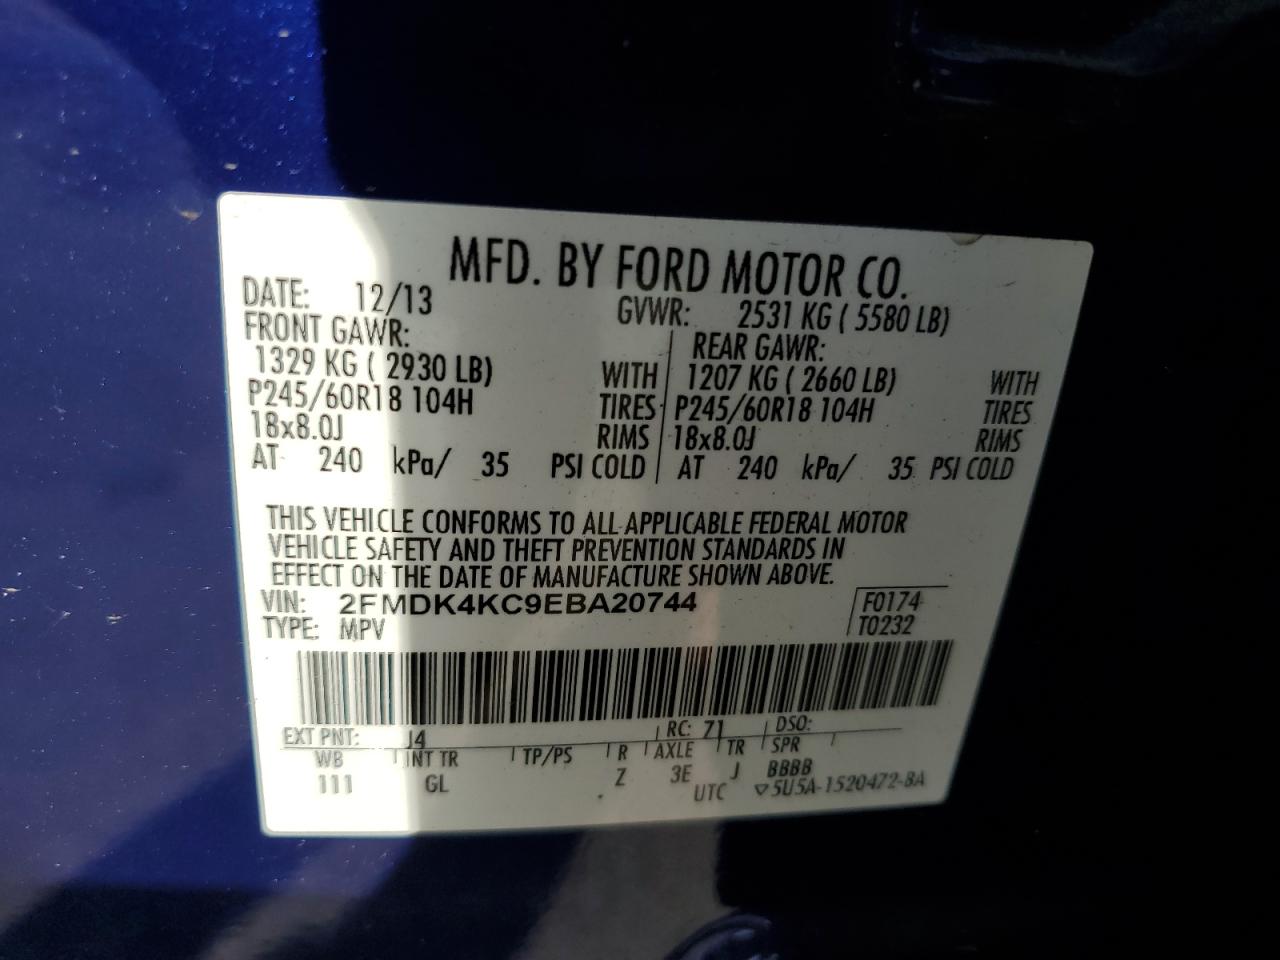 MFD. BY FORD MOTOR CO.
DATE: 12/13 GVWR: 2531 KG ( 5580 LB)
FRONT GAWR: REAR GAWR:
1329 KG ( 2930 LB) WITH 1207 KG ( 2660 LB) WITH
P245/60R18 104H TIRES P245/60R18 104H TIRES
18x8.0J RIMS 18x8.0J RIMS
AT 240 kPa/ 35 PSI COLD AT 240 kPa/ 35 PSI COLD
THIS VEHICLE CONFORMS TO ALL APPLICABLE FEDERAL MOTOR
VEHICLE SAFETY AND THEFT PREVENTION STANDARDS IN
EFFECT ON THE DATE OF MANUFACTURE SHOWN ABOVE.
VIN: 2FMDK4KC9EBA20744 F0174
TYPE: MPV T0232
EXT PNT: J4 RC: 71 DSO:
WB INT TR TP/PS R AXLE TR SPR
111 GL Z 3E J BBBB
UTC ▽5U5A-1520472-BA